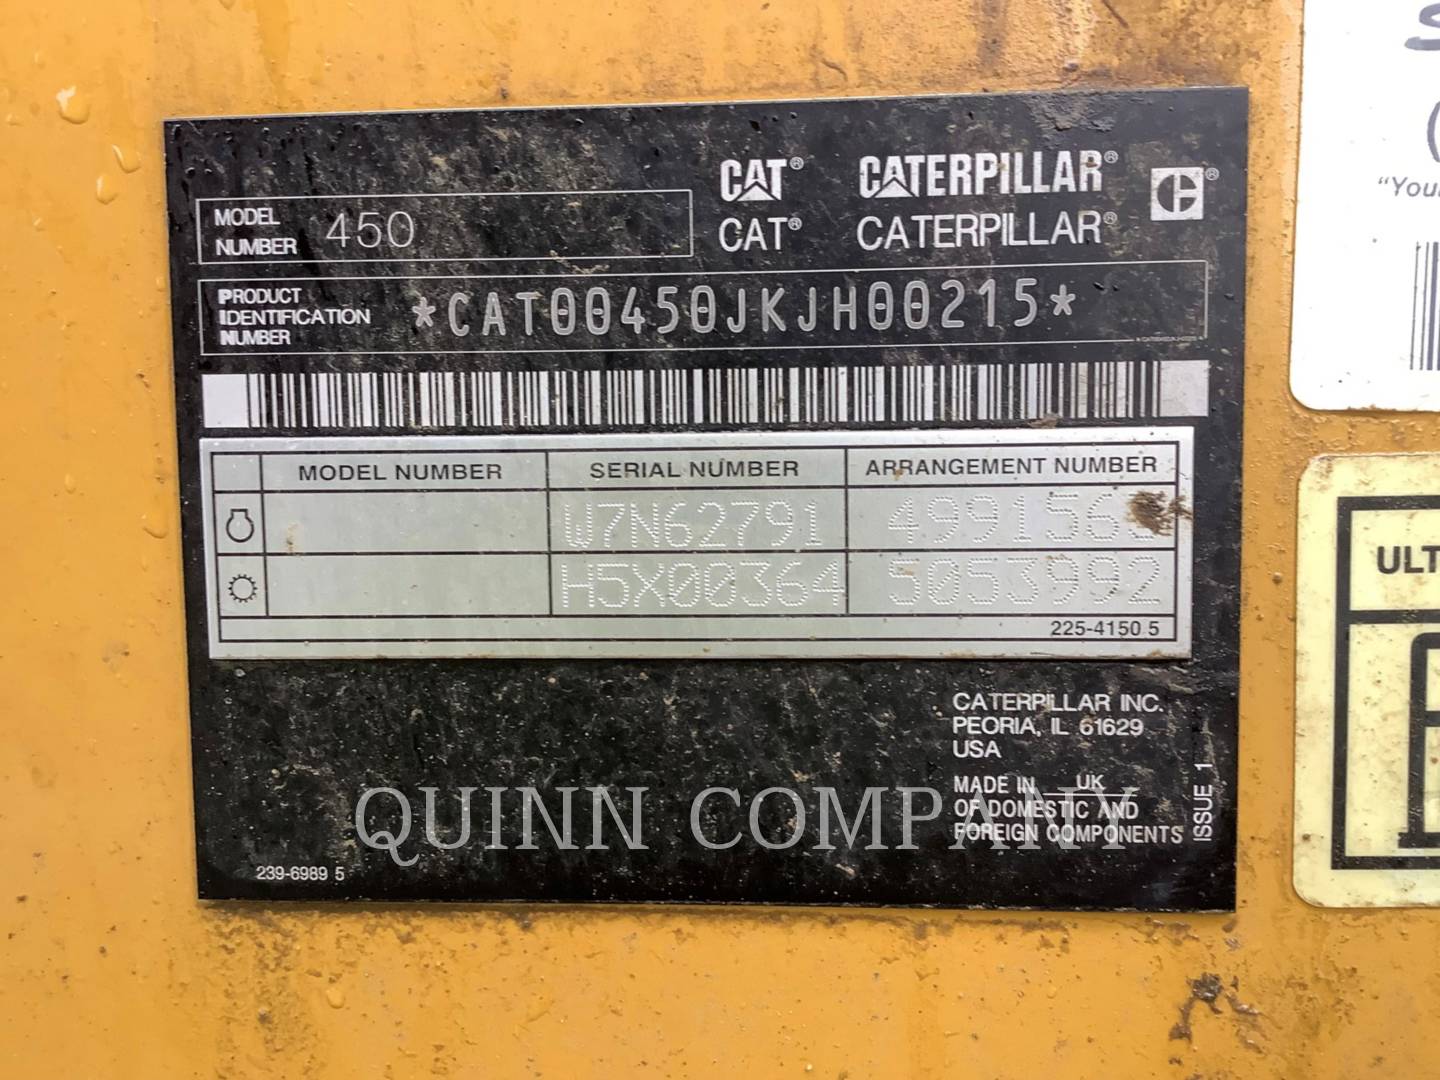 CAT® CATERPILLAR®
CAT® CATERPILLAR®
MODEL NUMBER 450
PRODUCT IDENTIFICATION NUMBER *CAT00450JKJH00215*
MODEL NUMBER SERIAL NUMBER ARRANGEMENT NUMBER
W7N62791 499156
H5X00364 5053992
225-4150 5
CATERPILLAR INC.
PEORIA, IL 61629
USA
MADE IN UK
OF DOMESTIC AND
FOREIGN COMPONENTS
ISSUE 1
239-6989 5
QUINN COMPANY
"You
ULT